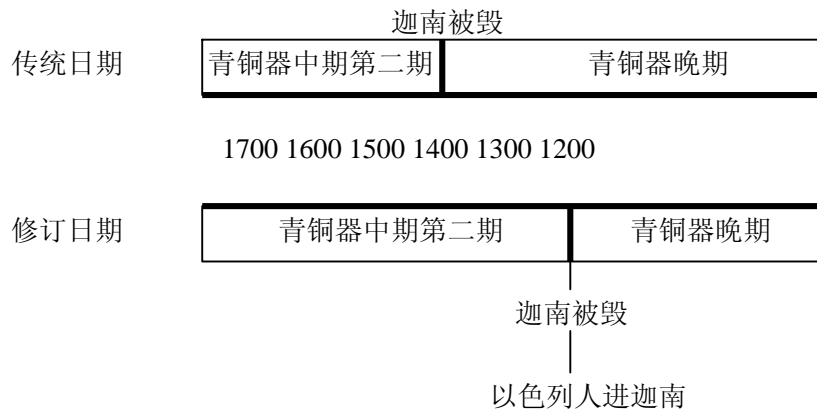 迦南被毁
传统日期 青铜器中期第二期 青铜器晚期
1700 1600 1500 1400 1300 1200
修订日期 青铜器中期第二期 青铜器晚期
迦南被毁
以色列人进迦南